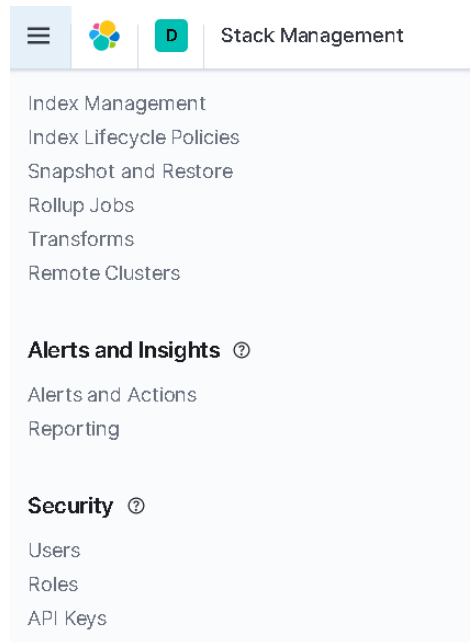 D Stack Management
Index Management
Index Lifecycle Policies
Snapshot and Restore
Rollup Jobs
Transforms
Remote Clusters
Alerts and Insights ?
Alerts and Actions
Reporting
Security ?
Users
Roles
API Keys